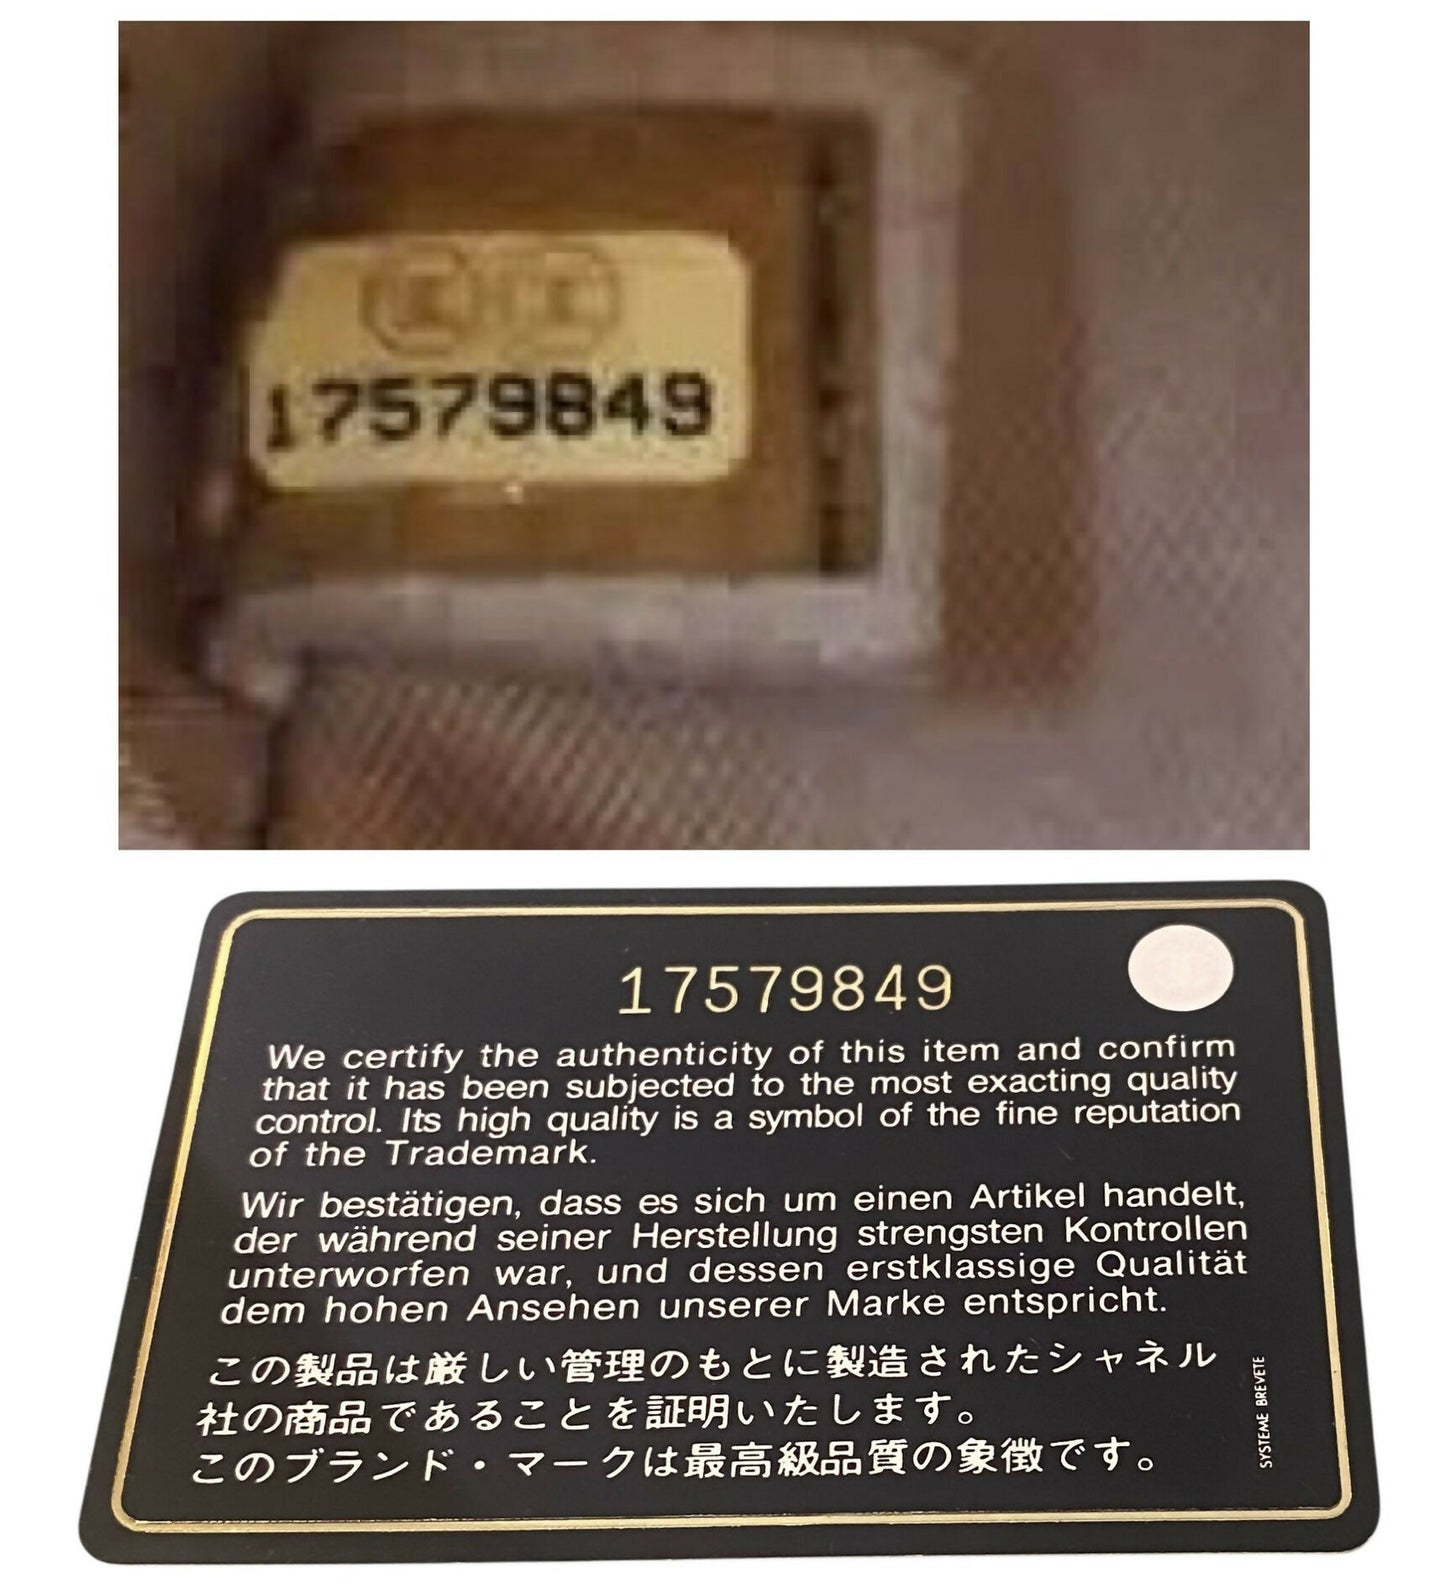 17579849
17579849
We certify the authenticity of this item and confirm
that it has been subjected to the most exacting quality
control. Its high quality is a symbol of the fine reputation
of the Trademark.
Wir bestätigen, dass es sich um einen Artikel handelt,
der während seiner Herstellung strengsten Kontrollen
unterworfen war, und dessen erstklassige Qualität
dem hohen Ansehen unserer Marke entspricht.
この製品は厳しい管理のもとに製造されたシャネル
社の商品であることを証明いたします。
このブランド・マークは最高級品質の象徴です。
SYSTEME BREVETE